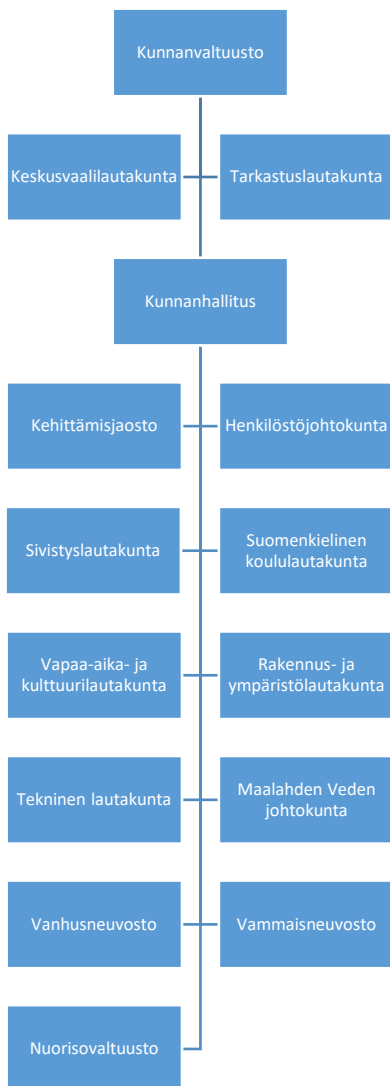 Kunnanvaltuusto
Keskusvaalilautakunta
Tarkastuslautakunta
Kunnanhallitus
Kehittämisjaosto
Henkilöstöjohtokunta
Sivistyslautakunta
Suomenkielinen
koululautakunta
Vapaa-aika- ja
kulttuurilautakunta
Rakennus- ja
ympäristölautakunta
Tekninen lautakunta
Maalahden Veden
johtokunta
Vanhusneuvosto
Vammaisneuvosto
Nuorisovaltuusto